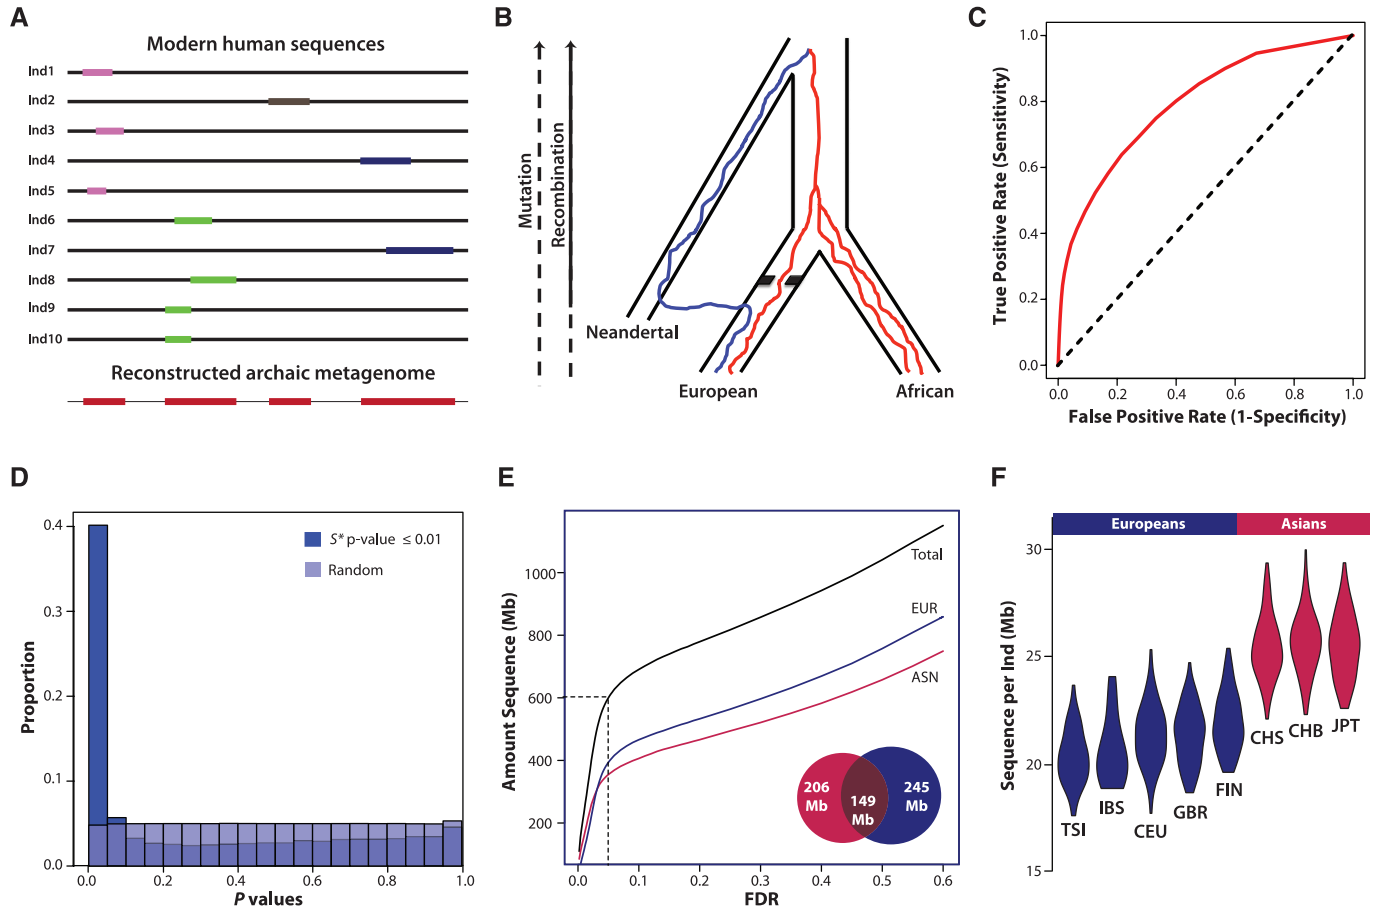 A
Modern human sequences
Ind1
Ind2
Ind3
Ind4
Ind5
Ind6
Ind7
Ind8
Ind9
Ind10
Reconstructed archaic metagenome
B
Mutation
Recombination
Neandertal
European
African
C
True Positive Rate (Sensitivity)
1.0
0.8
0.6
0.4
0.2
0.0
0.0
0.2
0.4
0.6
0.8
1.0
False Positive Rate (1-Specificity)
D
Proportion
0.4
0.3
0.2
0.1
0.0
S* p-value ≤ 0.01
Random
0.0
0.2
0.4
0.6
0.8
1.0
P values
E
Amount Sequence (Mb)
1000
800
600
400
200
Total
EUR
ASN
206 Mb
149 Mb
245 Mb
0.0
0.1
0.2
0.3
0.4
0.5
0.6
FDR
F
Europeans
Asians
Sequence per Ind (Mb)
30
25
20
15
TSI
IBS
CEU
GBR
FIN
CHS
CHB
JPT